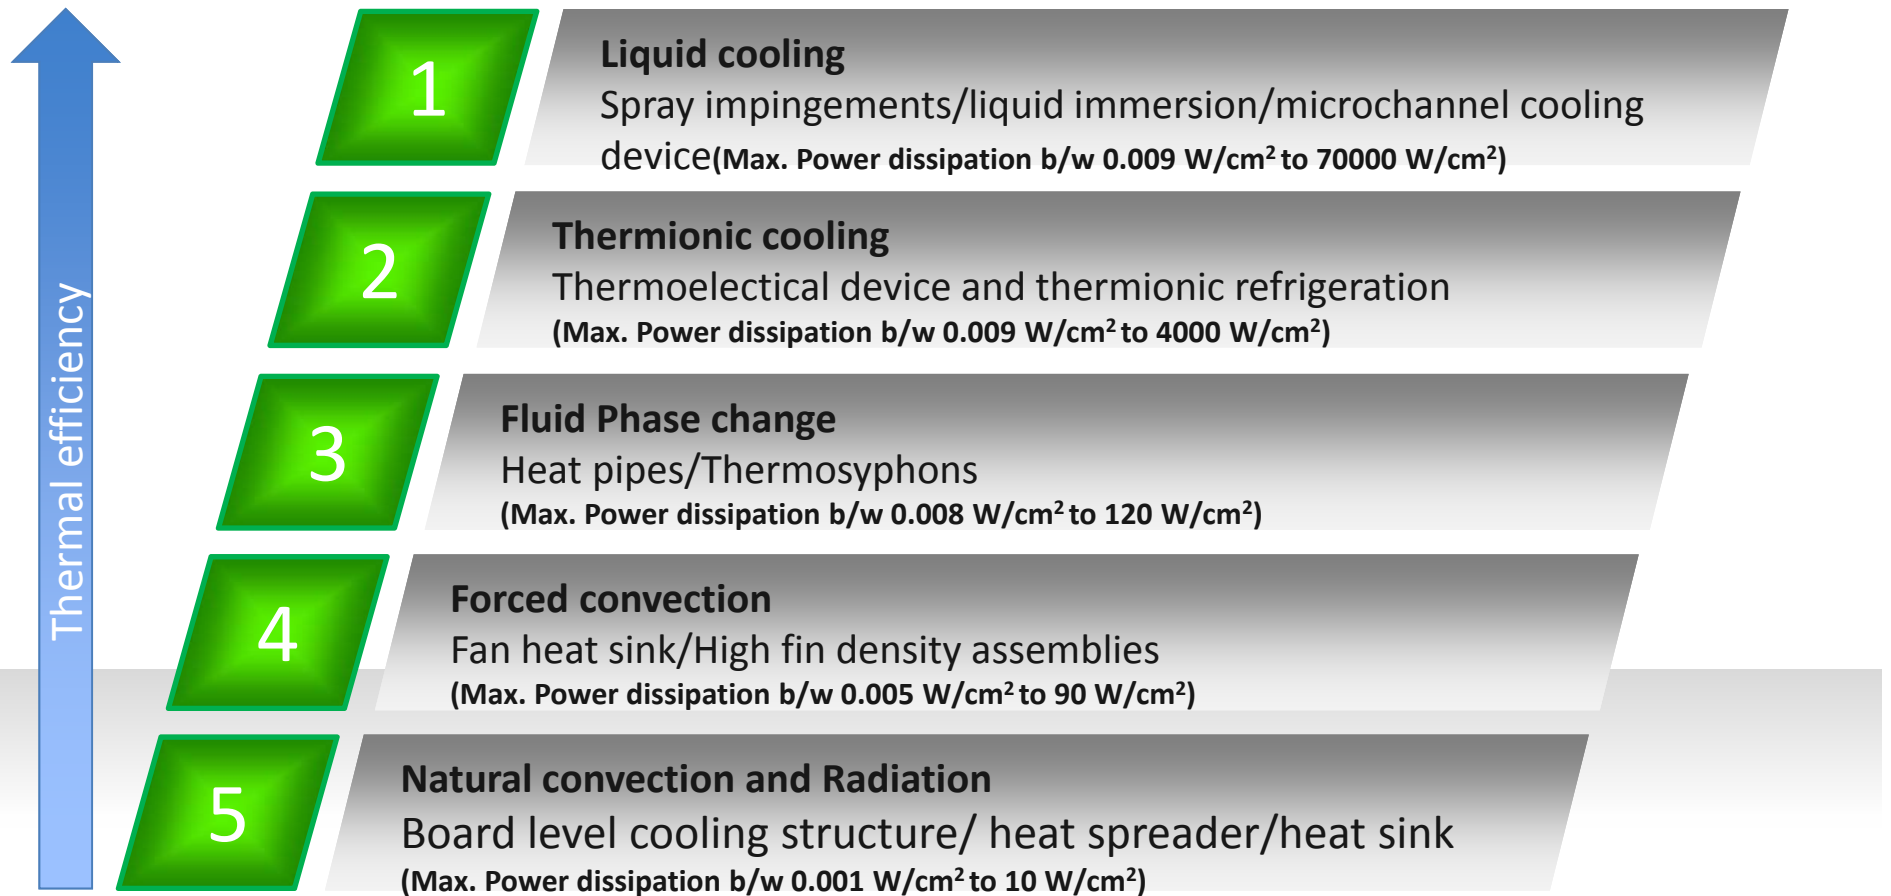 Thermal efficiency
1
Liquid cooling
Spray impingements/liquid immersion/microchannel cooling
device(Max. Power dissipation b/w 0.009 W/cm² to 70000 W/cm²)
2
Thermionic cooling
Thermoelectical device and thermionic refrigeration
(Max. Power dissipation b/w 0.009 W/cm² to 4000 W/cm²)
3
Fluid Phase change
Heat pipes/Thermosyphons
(Max. Power dissipation b/w 0.008 W/cm² to 120 W/cm²)
4
Forced convection
Fan heat sink/High fin density assemblies
(Max. Power dissipation b/w 0.005 W/cm² to 90 W/cm²)
5
Natural convection and Radiation
Board level cooling structure/ heat spreader/heat sink
(Max. Power dissipation b/w 0.001 W/cm² to 10 W/cm²)